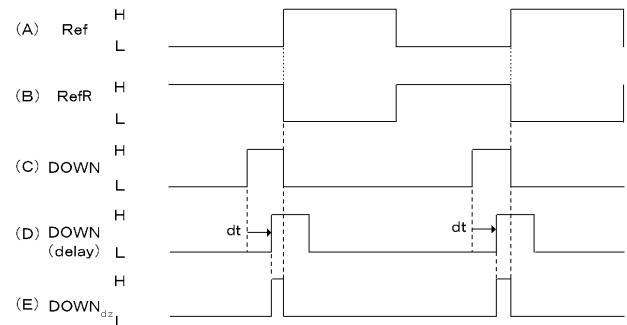 H
(A) Ref
L
H
(B) RefR
L
H
(C) DOWN
L
H
(D) DOWN dt dt
(delay) L
H
(E) DOWNdz
L